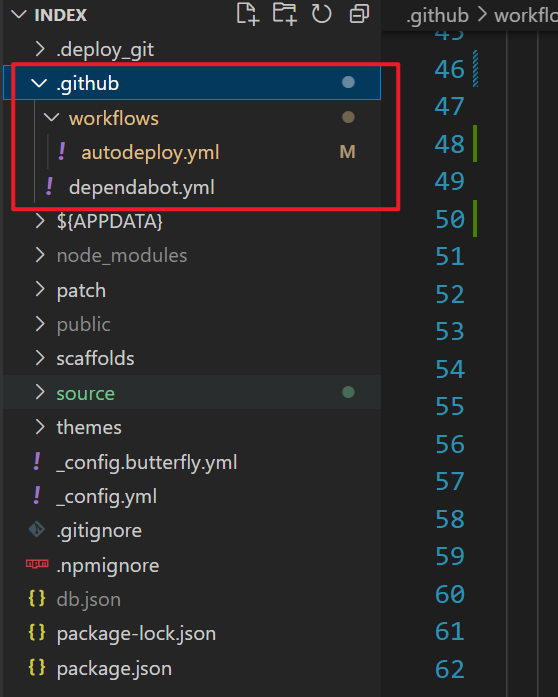 INDEX
.github > workflo
.deploy_git
.github
workflows
! autodeploy.yml M
! dependabot.yml
${APPDATA}
node_modules
patch
public
scaffolds
source
themes
! _config.butterfly.yml
! _config.yml
.gitignore
npm .npmignore
{} db.json
{} package-lock.json
{} package.json
45
46
47
48
49
50
51
52
53
54
55
56
57
58
59
60
61
62